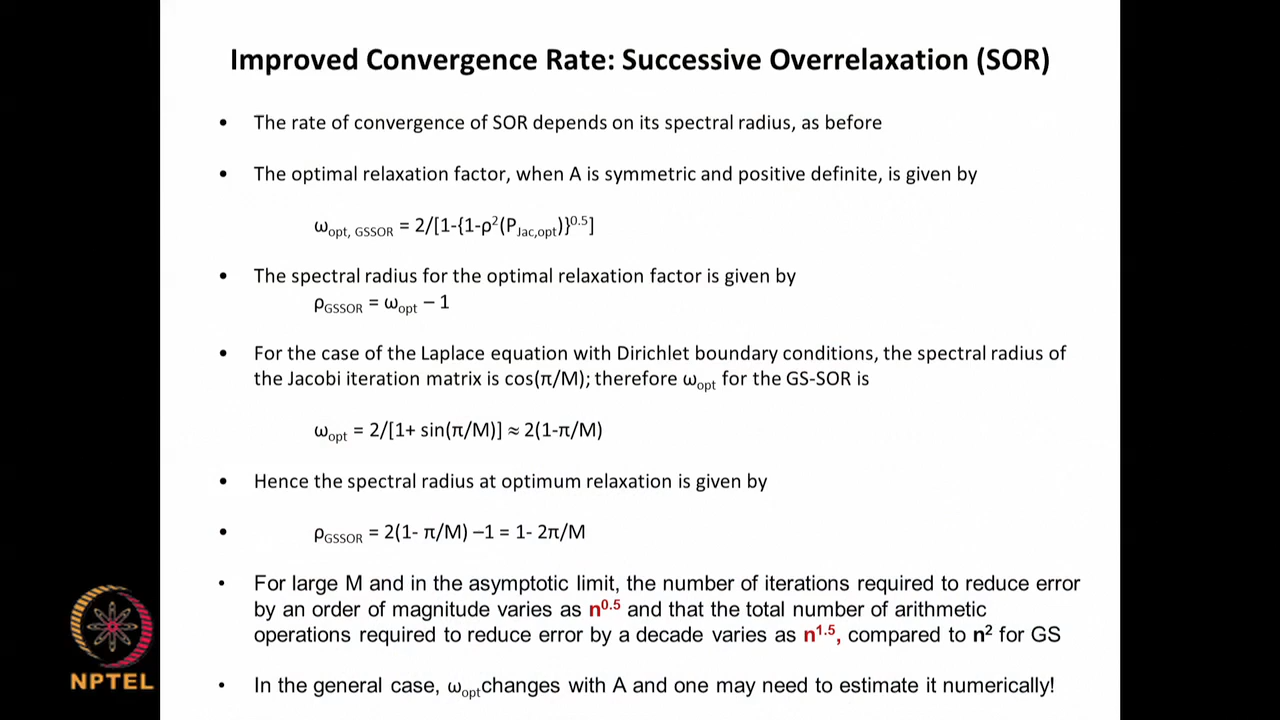 Improved Convergence Rate: Successive Overrelaxation (SOR)
• The rate of convergence of SOR depends on its spectral radius, as before
• The optimal relaxation factor, when A is symmetric and positive definite, is given by
ω_opt, GSSOR = 2/[1-{1-ρ²(P_Jac,opt)}^0.5]
• The spectral radius for the optimal relaxation factor is given by
ρ_GSSOR = ω_opt – 1
• For the case of the Laplace equation with Dirichlet boundary conditions, the spectral radius of
the Jacobi iteration matrix is cos(π/M); therefore ω_opt for the GS-SOR is
ω_opt = 2/[1+ sin(π/M)] ≈ 2(1-π/M)
• Hence the spectral radius at optimum relaxation is given by
• ρ_GSSOR = 2(1- π/M) –1 = 1- 2π/M
• For large M and in the asymptotic limit, the number of iterations required to reduce error
by an order of magnitude varies as n^0.5 and that the total number of arithmetic
operations required to reduce error by a decade varies as n^1.5, compared to n² for GS
• In the general case, ω_opt changes with A and one may need to estimate it numerically!
NPTEL